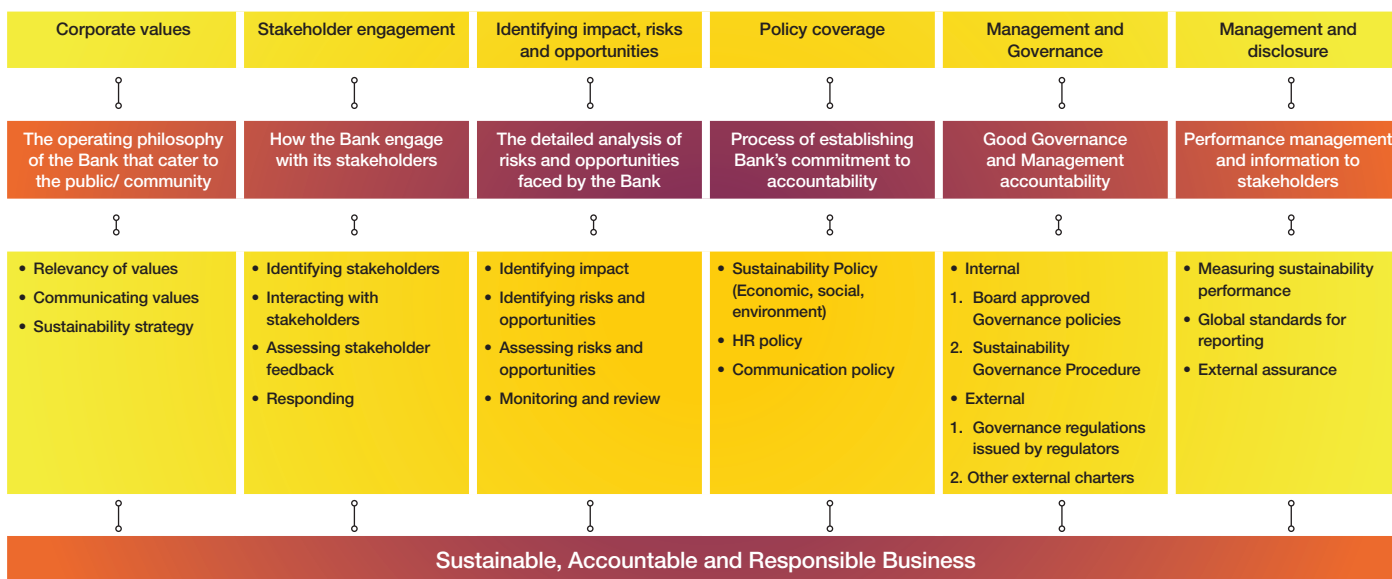 Corporate values
Stakeholder engagement
Identifying impact, risks
and opportunities
Policy coverage
Management and
Governance
Management and
disclosure
The operating philosophy
of the Bank that cater to
the public/ community
How the Bank engage
with its stakeholders
The detailed analysis of
risks and opportunities
faced by the Bank
Process of establishing
Bank's commitment to
accountability
Good Governance
and Management
accountability
Performance management
and information to
stakeholders
• Relevancy of values
• Communicating values
• Sustainability strategy
• Identifying stakeholders
• Interacting with
stakeholders
• Assessing stakeholder
feedback
• Responding
• Identifying impact
• Identifying risks and
opportunities
• Assessing risks and
opportunities
• Monitoring and review
• Sustainability Policy
(Economic, social,
environment)
• HR policy
• Communication policy
• Internal
1. Board approved
Governance policies
2. Sustainability
Governance Procedure
• External
1. Governance regulations
issued by regulators
2. Other external charters
• Measuring sustainability
performance
• Global standards for
reporting
• External assurance
Sustainable, Accountable and Responsible Business